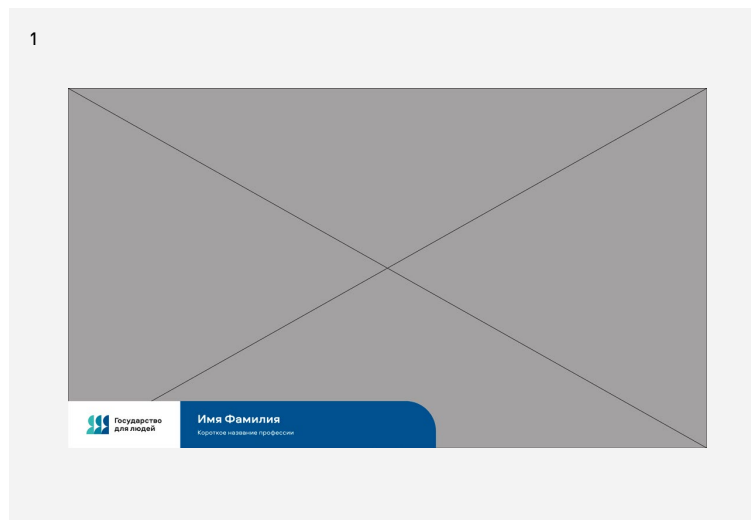 1
Государство
для людей
Имя Фамилия
Короткое название профессии